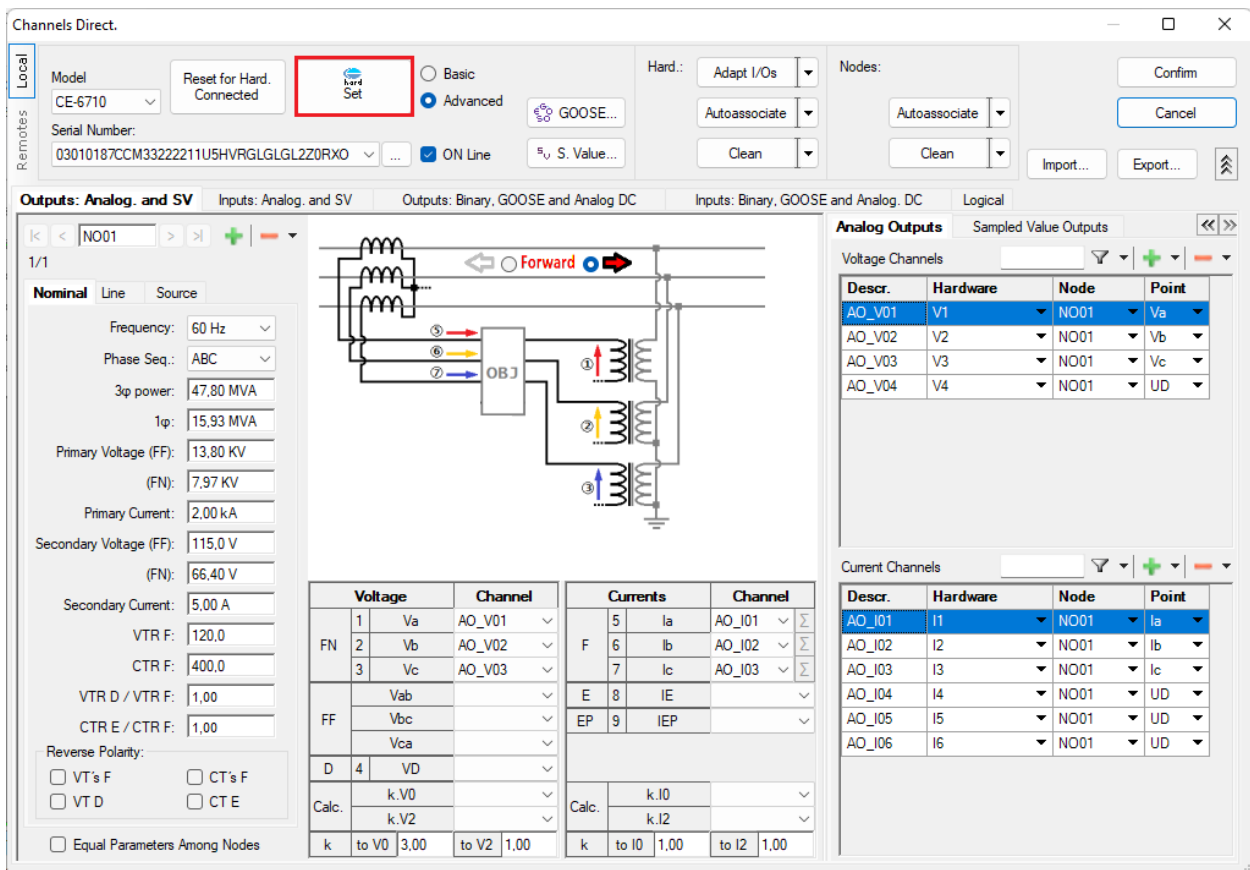 Channels Direct.
Local
Remotes
Model
CE-6710
Reset for Hard. Connected
hard
Set
Basic
Advanced
Serial Number:
03010187CCM33222211U5HVRGLGLGL2Z0RXO
...
ON Line
GOOSE...
S. Value...
Hard.:
Adapt I/Os
Autoassociate
Clean
Nodes:
Autoassociate
Clean
Confirm
Cancel
Import...
Export...
Outputs: Analog. and SV Inputs: Analog. and SV Outputs: Binary, GOOSE and Analog DC Inputs: Binary, GOOSE and Analog. DC Logical
NO01
1/1
Nominal Line Source
Frequency: 60 Hz
Phase Seq.: ABC
3φ power: 47,80 MVA
1φ: 15,93 MVA
Primary Voltage (FF): 13,80 KV
(FN): 7,97 KV
Primary Current: 2,00 kA
Secondary Voltage (FF): 115,0 V
(FN): 66,40 V
Secondary Current: 5,00 A
VTR F: 120,0
CTR F: 400,0
VTR D / VTR F: 1,00
CTR E / CTR F: 1,00
Reverse Polarity:
VT's F CT's F
VT D CT E
Equal Parameters Among Nodes
Forward
⑤
⑥
⑦
OBJ
①
②
③
Voltage Channel
FN
1 Va AO_V01
2 Vb AO_V02
3 Vc AO_V03
FF
Vab
Vbc
Vca
D 4 VD
Calc.
k.V0
k.V2
k to V0 3,00 to V2 1,00
Currents Channel
F
5 Ia AO_I01 Σ
6 Ib AO_I02 Σ
7 Ic AO_I03 Σ
E 8 IE
EP 9 IEP
Calc.
k.I0
k.I2
k to I0 1,00 to I2 1,00
Analog Outputs Sampled Value Outputs
Voltage Channels
Descr. Hardware Node Point
AO_V01 V1 NO01 Va
AO_V02 V2 NO01 Vb
AO_V03 V3 NO01 Vc
AO_V04 V4 NO01 UD
Current Channels
Descr. Hardware Node Point
AO_I01 I1 NO01 Ia
AO_I02 I2 NO01 Ib
AO_I03 I3 NO01 Ic
AO_I04 I4 NO01 UD
AO_I05 I5 NO01 UD
AO_I06 I6 NO01 UD